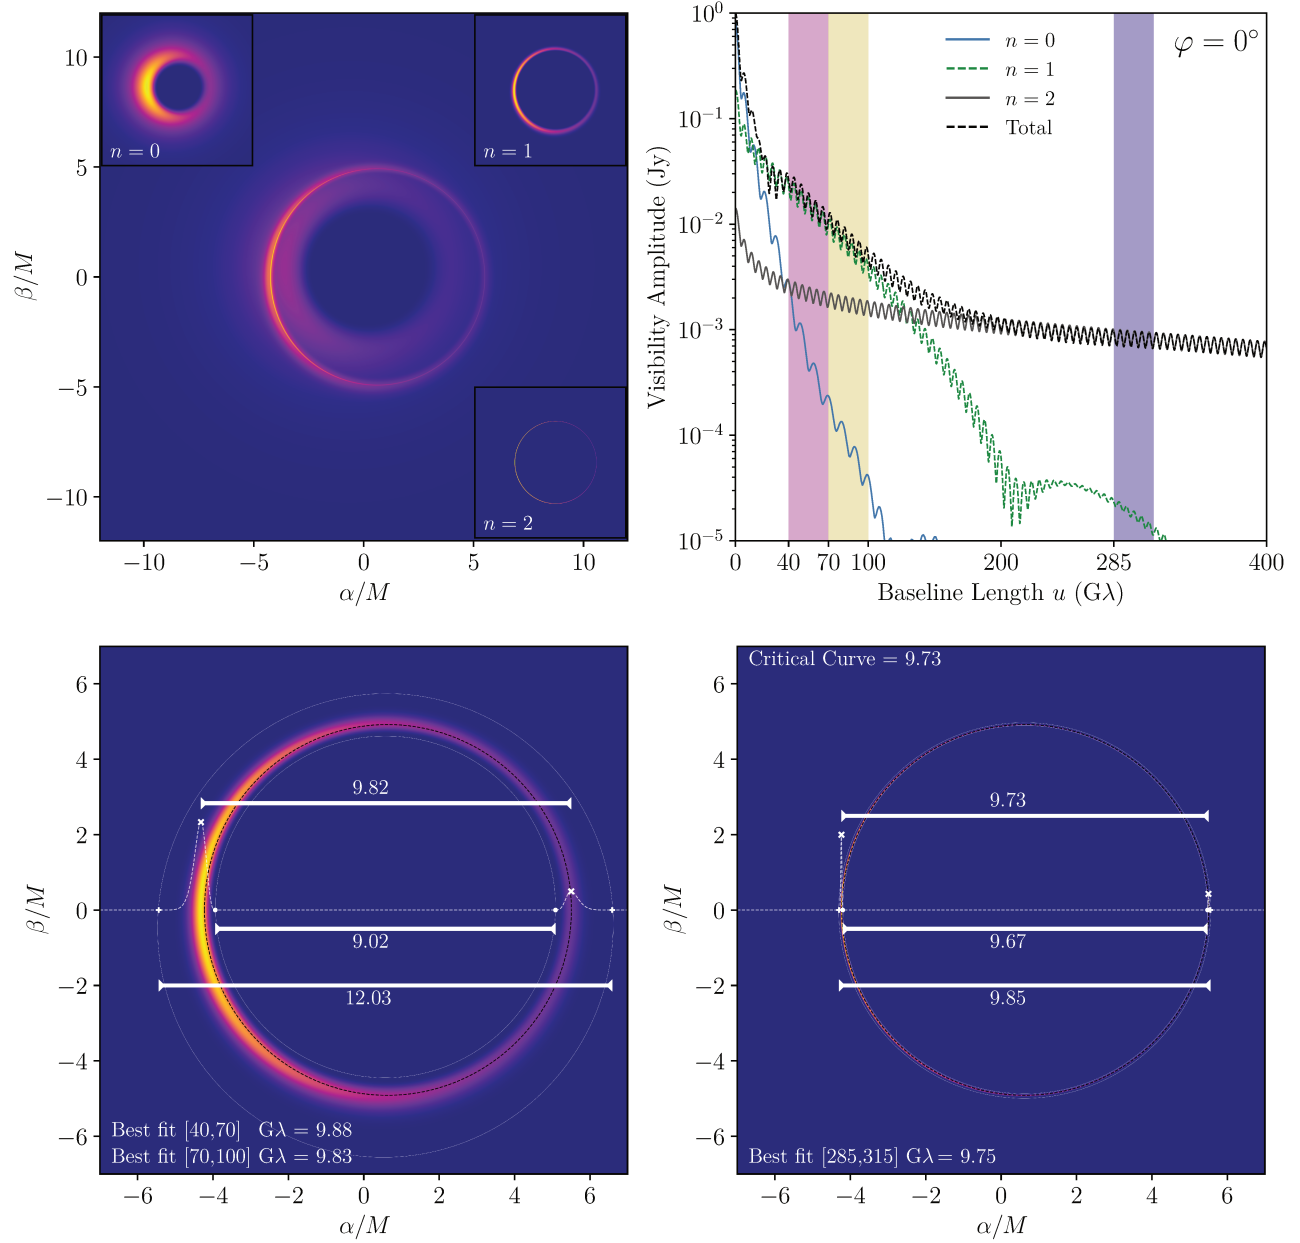 10
5
0
−5
−10
β/M
−10
−5
0
5
10
α/M
n = 0
n = 1
n = 2
10⁰
10⁻¹
10⁻²
10⁻³
10⁻⁴
10⁻⁵
Visibility Amplitude (Jy)
n = 0
n = 1
n = 2
Total
φ = 0°
0
40
70
100
200
285
400
Baseline Length u (Gλ)
6
4
2
0
−2
−4
−6
β/M
9.82
9.02
12.03
Best fit [40,70] Gλ = 9.88
Best fit [70,100] Gλ = 9.83
−6
−4
−2
0
2
4
6
α/M
Critical Curve = 9.73
6
4
2
0
−2
−4
−6
β/M
9.73
9.67
9.85
Best fit [285,315] Gλ = 9.75
−6
−4
−2
0
2
4
6
α/M